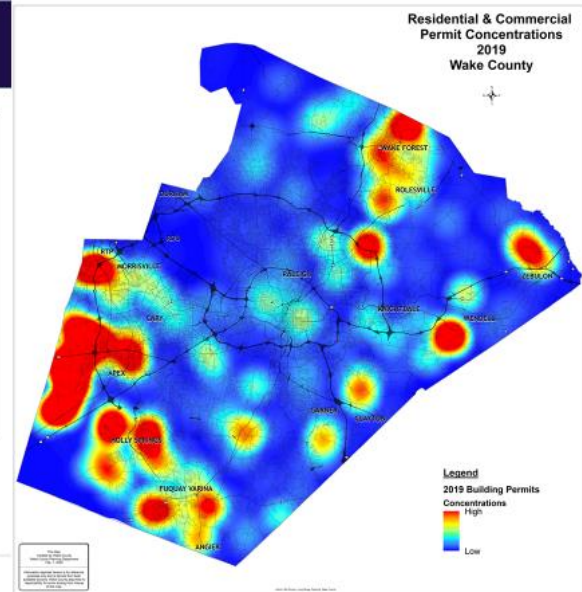 Residential & Commercial
Permit Concentrations
2019
Wake County
WAKE FOREST
ROLESVILLE
RTP
MORRISVILLE
RALEIGH
ZEBULON
KNIGHTDALE
WENDELL
CARY
APEX
GARNER
CLAYTON
HOLLY SPRINGS
FUQUAY VARINA
ANGIER
Legend
2019 Building Permits
Concentrations
High
Low